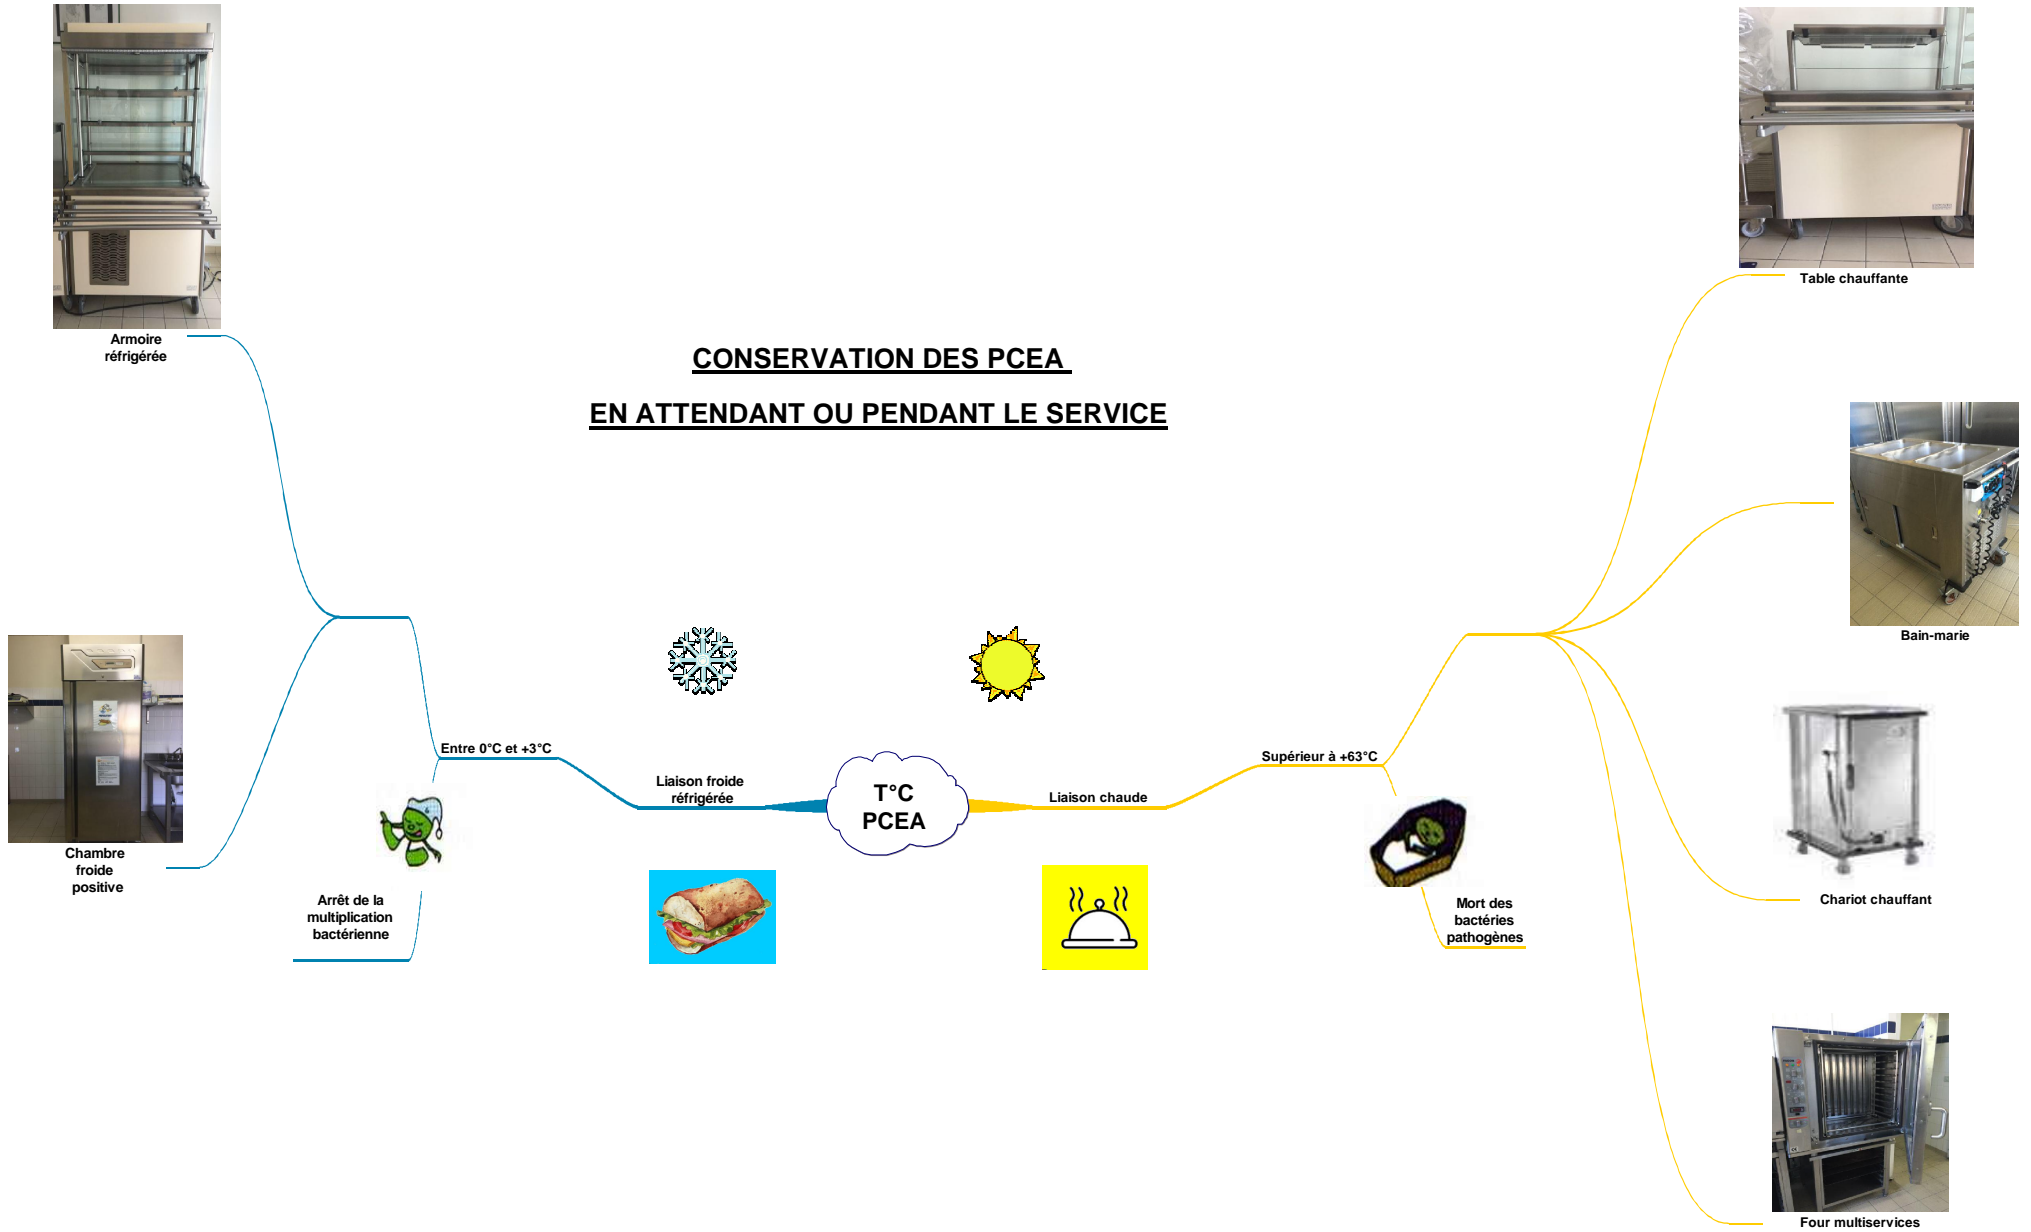 CONSERVATION DES PCEA
EN ATTENDANT OU PENDANT LE SERVICE
T°C
PCEA
Liaison froide
réfrigérée
Entre 0°C et +3°C
Armoire
réfrigérée
Chambre
froide
positive
Arrêt de la
multiplication
bactérienne
Liaison chaude
Supérieur à +63°C
Table chauffante
Bain-marie
Chariot chauffant
Four multiservices
Mort des
bactéries
pathogènes